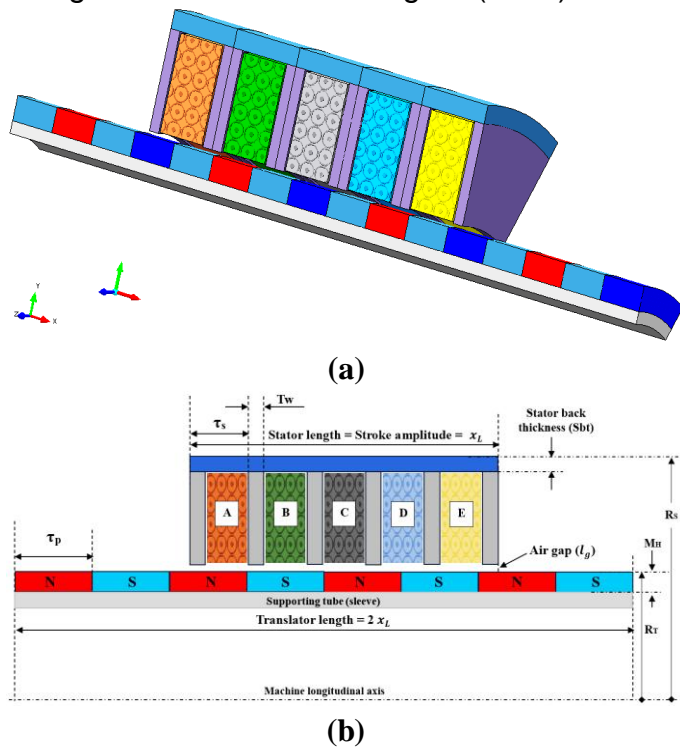 Y
Z
X
(a)
Tw
τs
Stator length = Stroke amplitude = xL
Stator back
thickness (Sbt)
A
B
C
D
E
RS
τp
Air gap (lg)
MH
N S N S N S N S
Supporting tube (sleeve)
Translator length = 2 xL
RT
Machine longitudinal axis
(b)